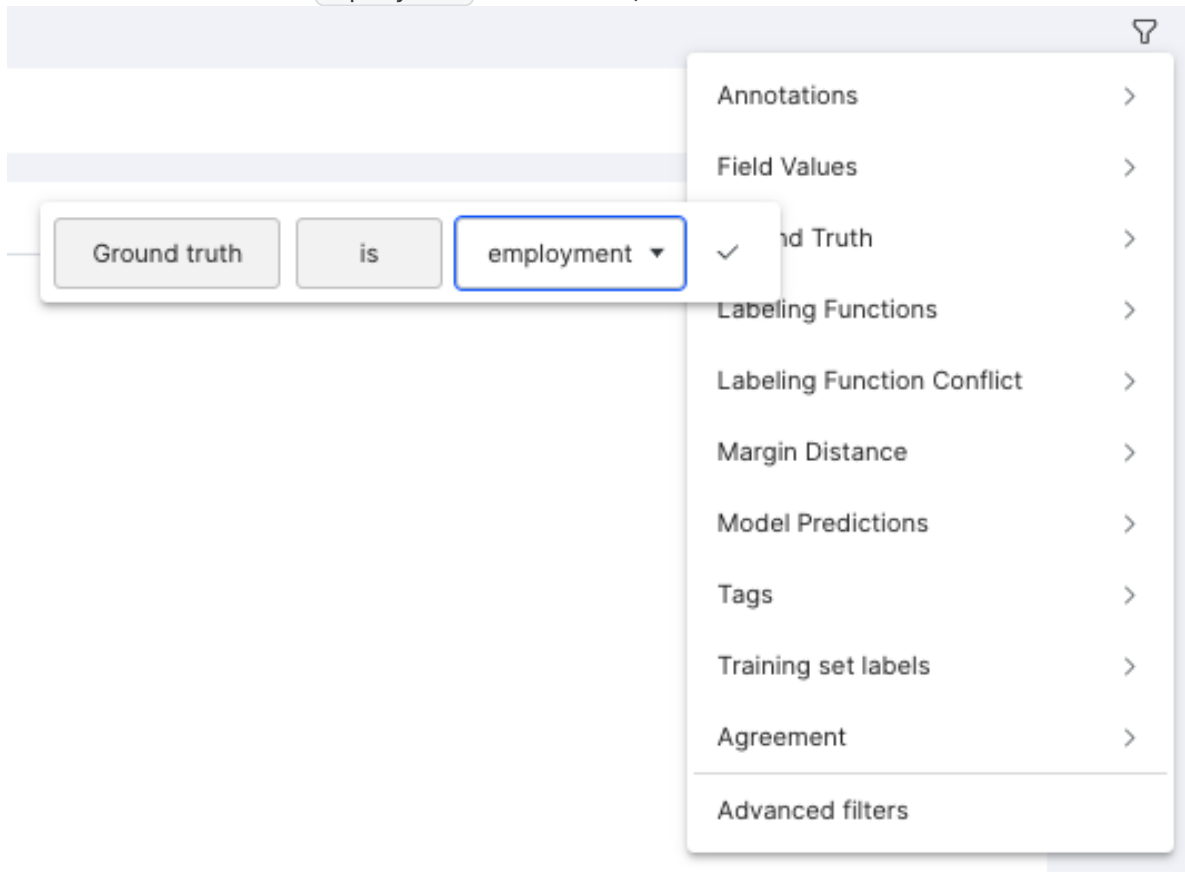 Annotations
Field Values
Ground truth is employment
nd Truth
Labeling Functions
Labeling Function Conflict
Margin Distance
Model Predictions
Tags
Training set labels
Agreement
Advanced filters